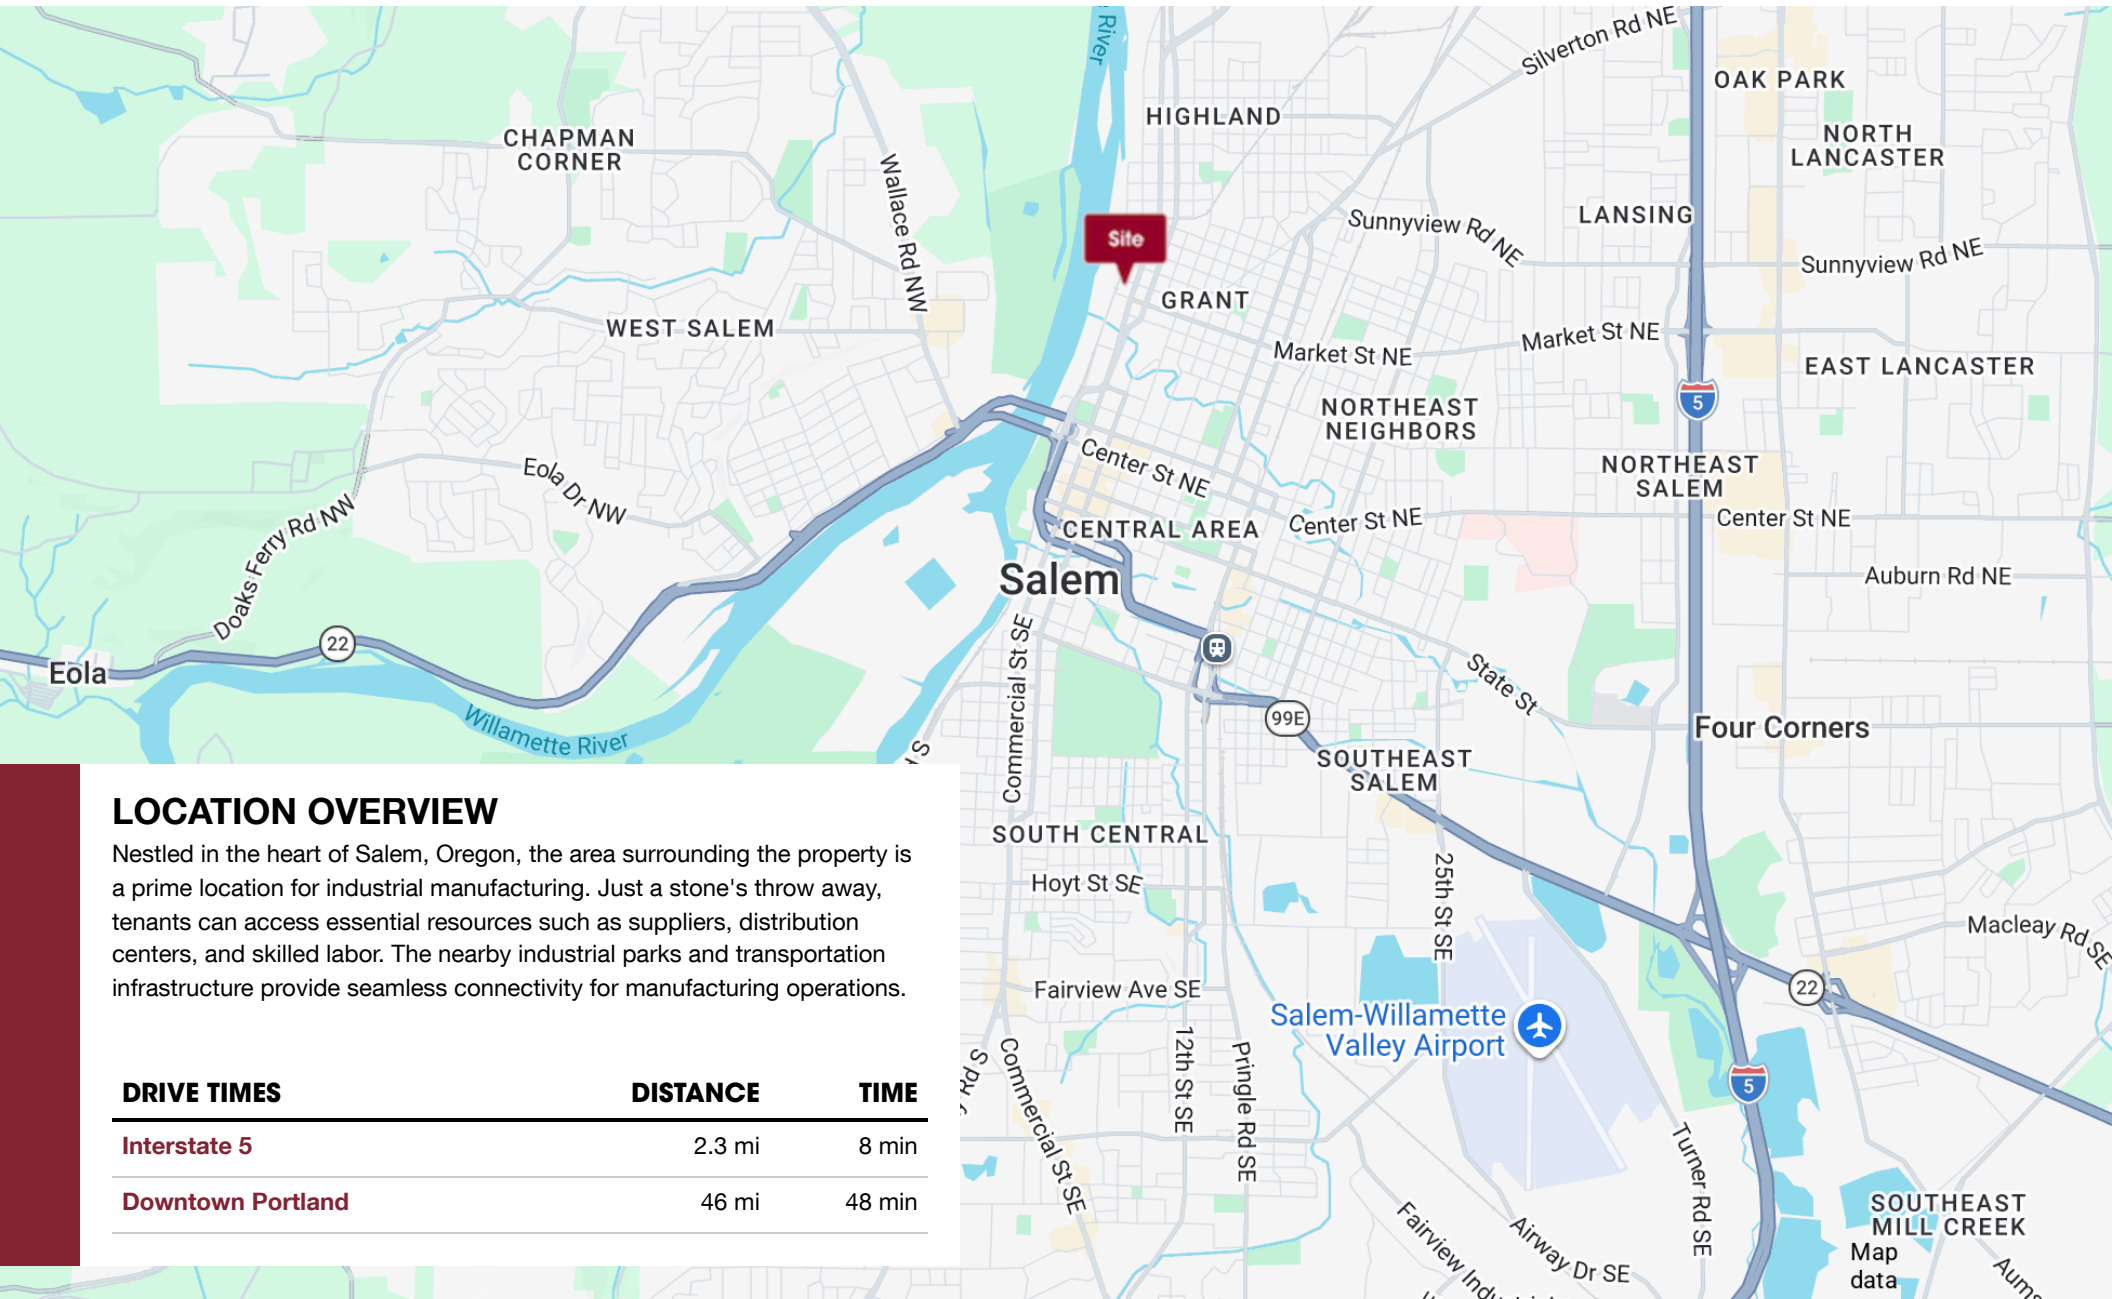 River
Silverton Rd NE
OAK PARK
HIGHLAND
CHAPMAN
CORNER
NORTH
LANCASTER
Wallace Rd NW
LANSING
Sunnyview Rd NE
Site
Sunnyview Rd NE
GRANT
WEST SALEM
Market St NE
Market St NE
EAST LANCASTER
5
NORTHEAST
NEIGHBORS
Center St NE
NORTHEAST
SALEM
Eola Dr NW
Doaks Ferry Rd NW
CENTRAL AREA
Center St NE
Center St NE
Salem
Auburn Rd NE
22
Eola
Commercial St SE
State St
99E
Willamette River
Four Corners
SOUTHEAST
SALEM
d S
LOCATION OVERVIEW
Nestled in the heart of Salem, Oregon, the area surrounding the property is
a prime location for industrial manufacturing. Just a stone's throw away,
tenants can access essential resources such as suppliers, distribution
centers, and skilled labor. The nearby industrial parks and transportation
infrastructure provide seamless connectivity for manufacturing operations.
DRIVE TIMES DISTANCE TIME
Interstate 5 2.3 mi 8 min
Downtown Portland 46 mi 48 min
SOUTH CENTRAL
Hoyt St SE
25th St SE
Macleay Rd SE
Fairview Ave SE
22
Salem-Willamette
Valley Airport
y Rd S
Commercial St SE
12th St SE
Pringle Rd SE
5
Turner Rd SE
SOUTHEAST
MILL CREEK
Airway Dr SE
Map
data